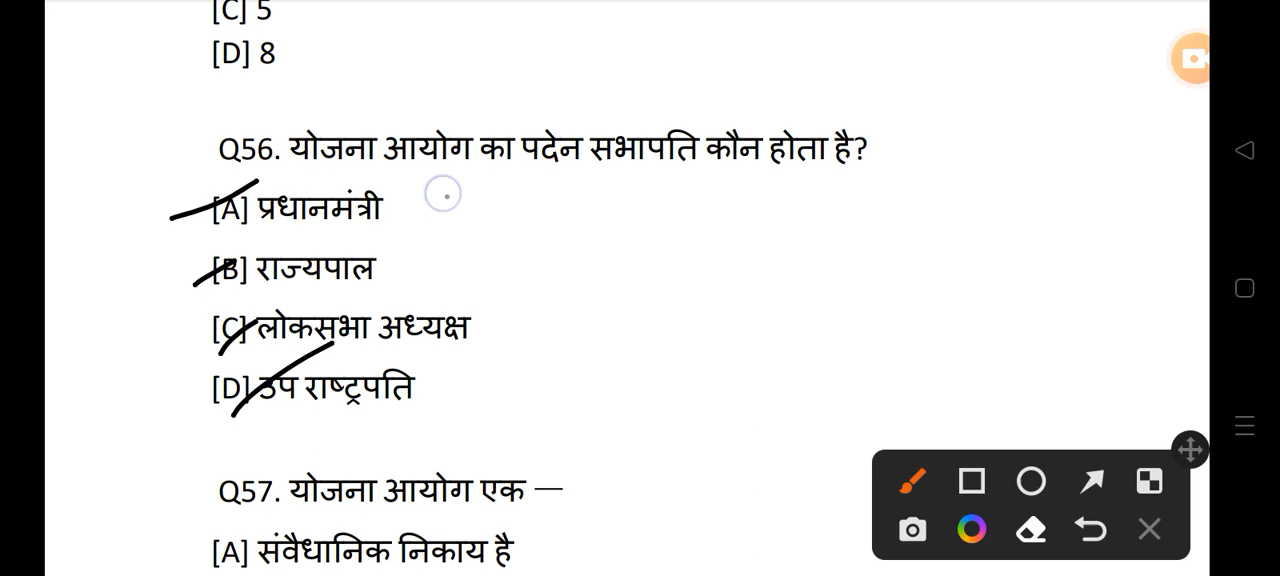 [C] 5
[D] 8
Q56. योजना आयोग का पदेन सभापति कौन होता है?
[A] प्रधानमंत्री
[B] राज्यपाल
[C] लोकसभा अध्यक्ष
[D] उप राष्ट्रपति
Q57. योजना आयोग एक —
[A] संवैधानिक निकाय है